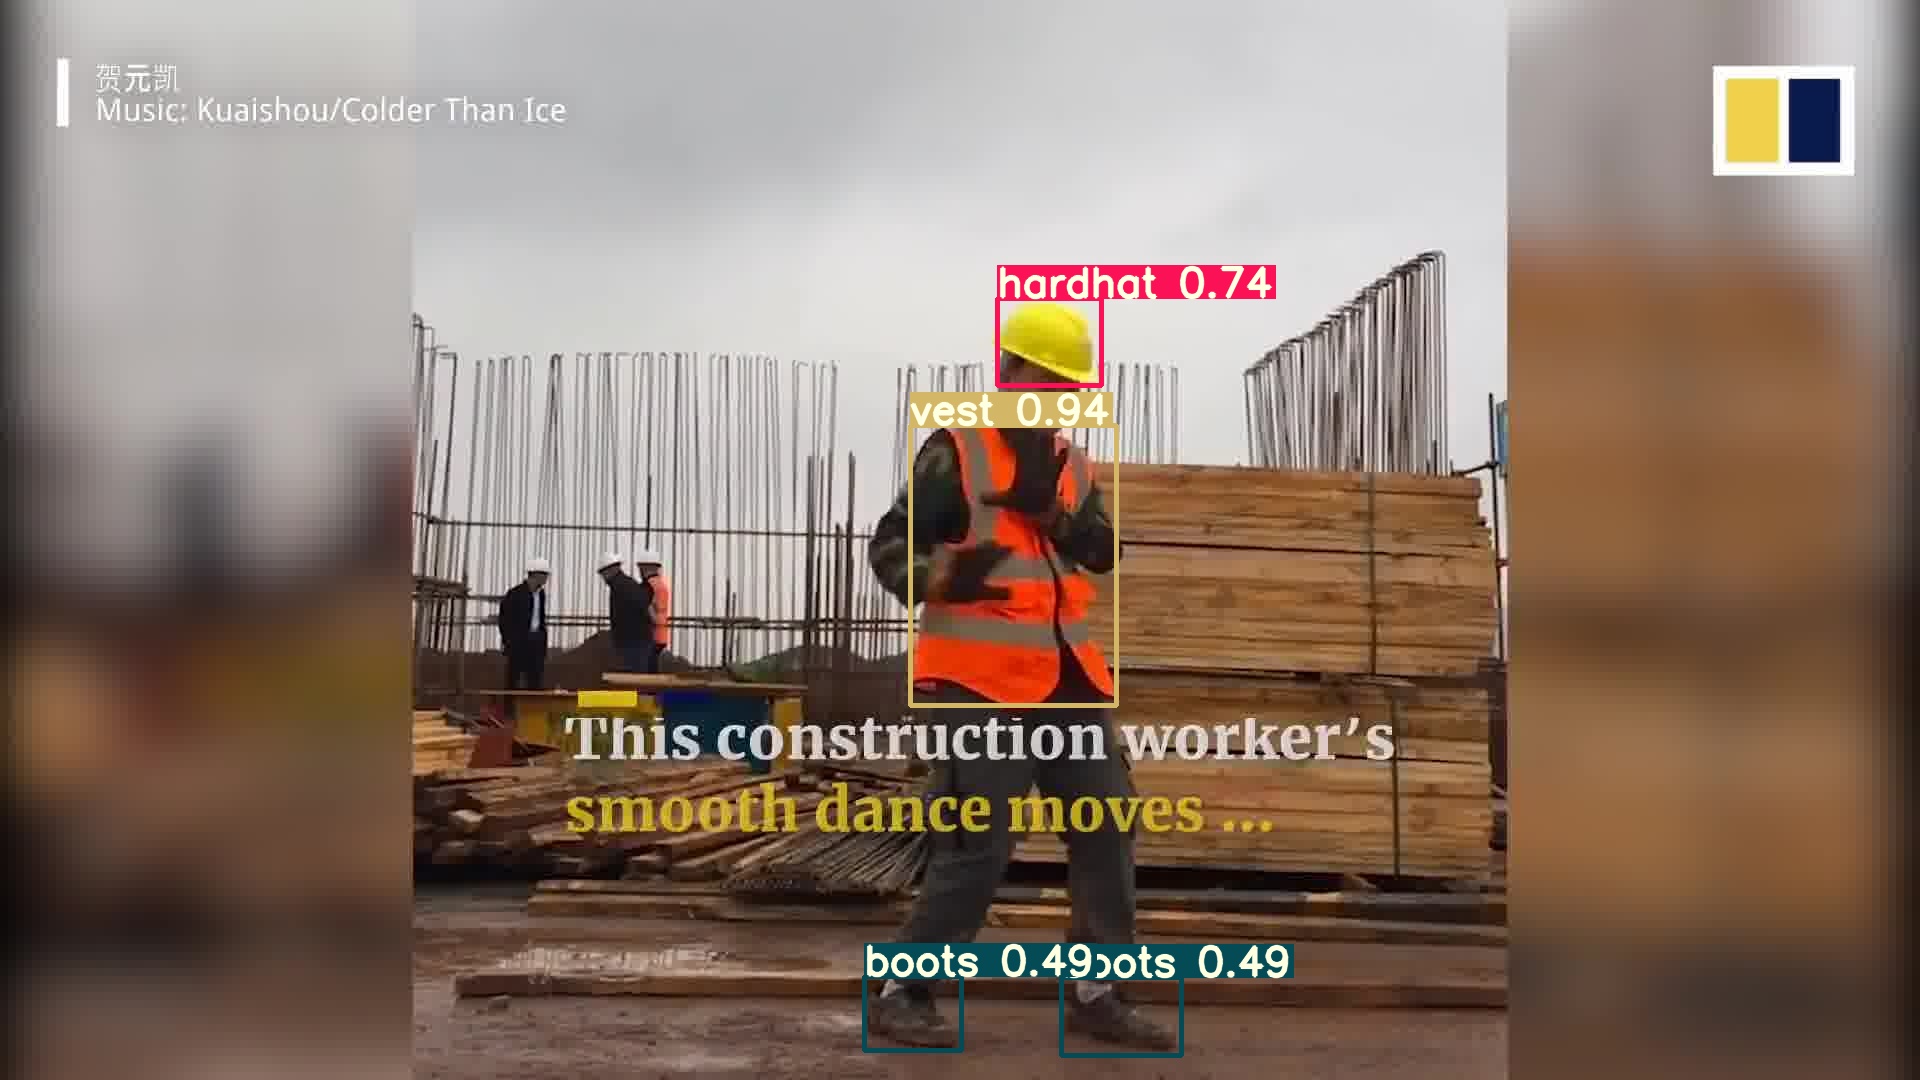 贺元凯
Music: Kuaishou/Colder Than Ice
hardhat 0.74
vest 0.94
This construction worker’s
smooth dance moves ...
boots 0.49
oots 0.49